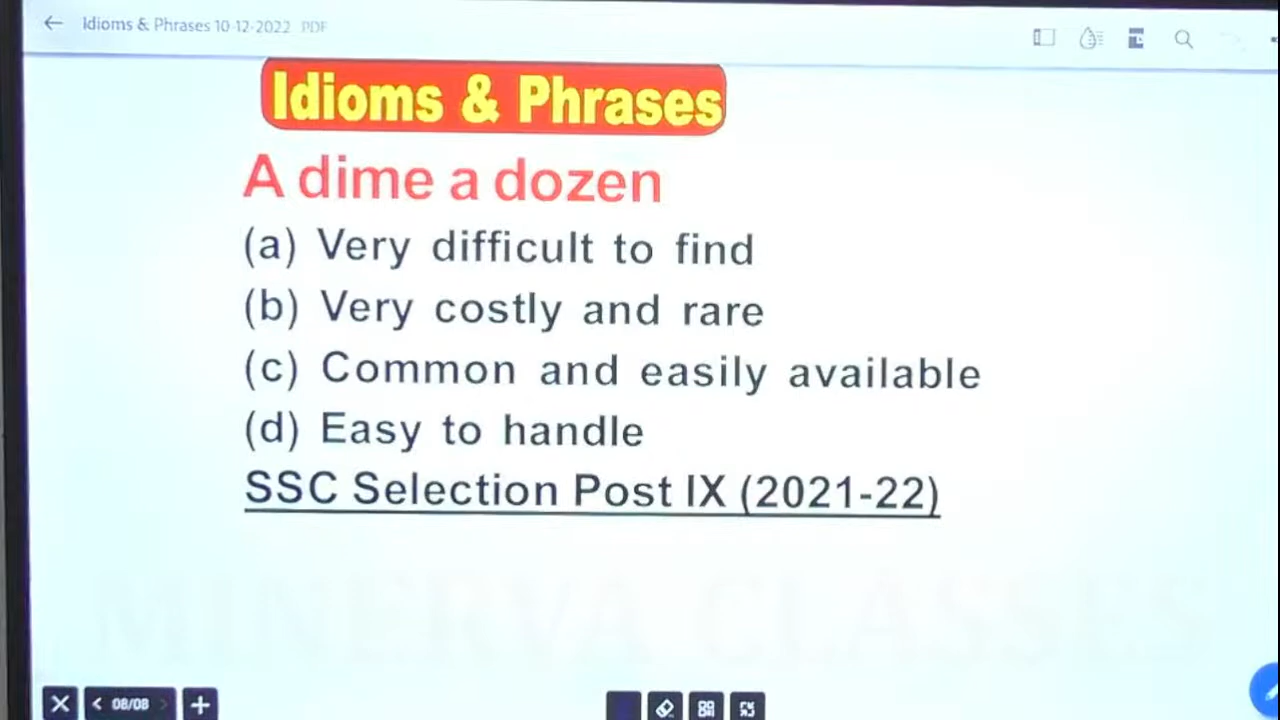 Idioms & Phrases 10-12-2022 PDF
Idioms & Phrases
A dime a dozen
(a) Very difficult to find
(b) Very costly and rare
(c) Common and easily available
(d) Easy to handle
SSC Selection Post IX (2021-22)
MINERVA CLASSES
08/08